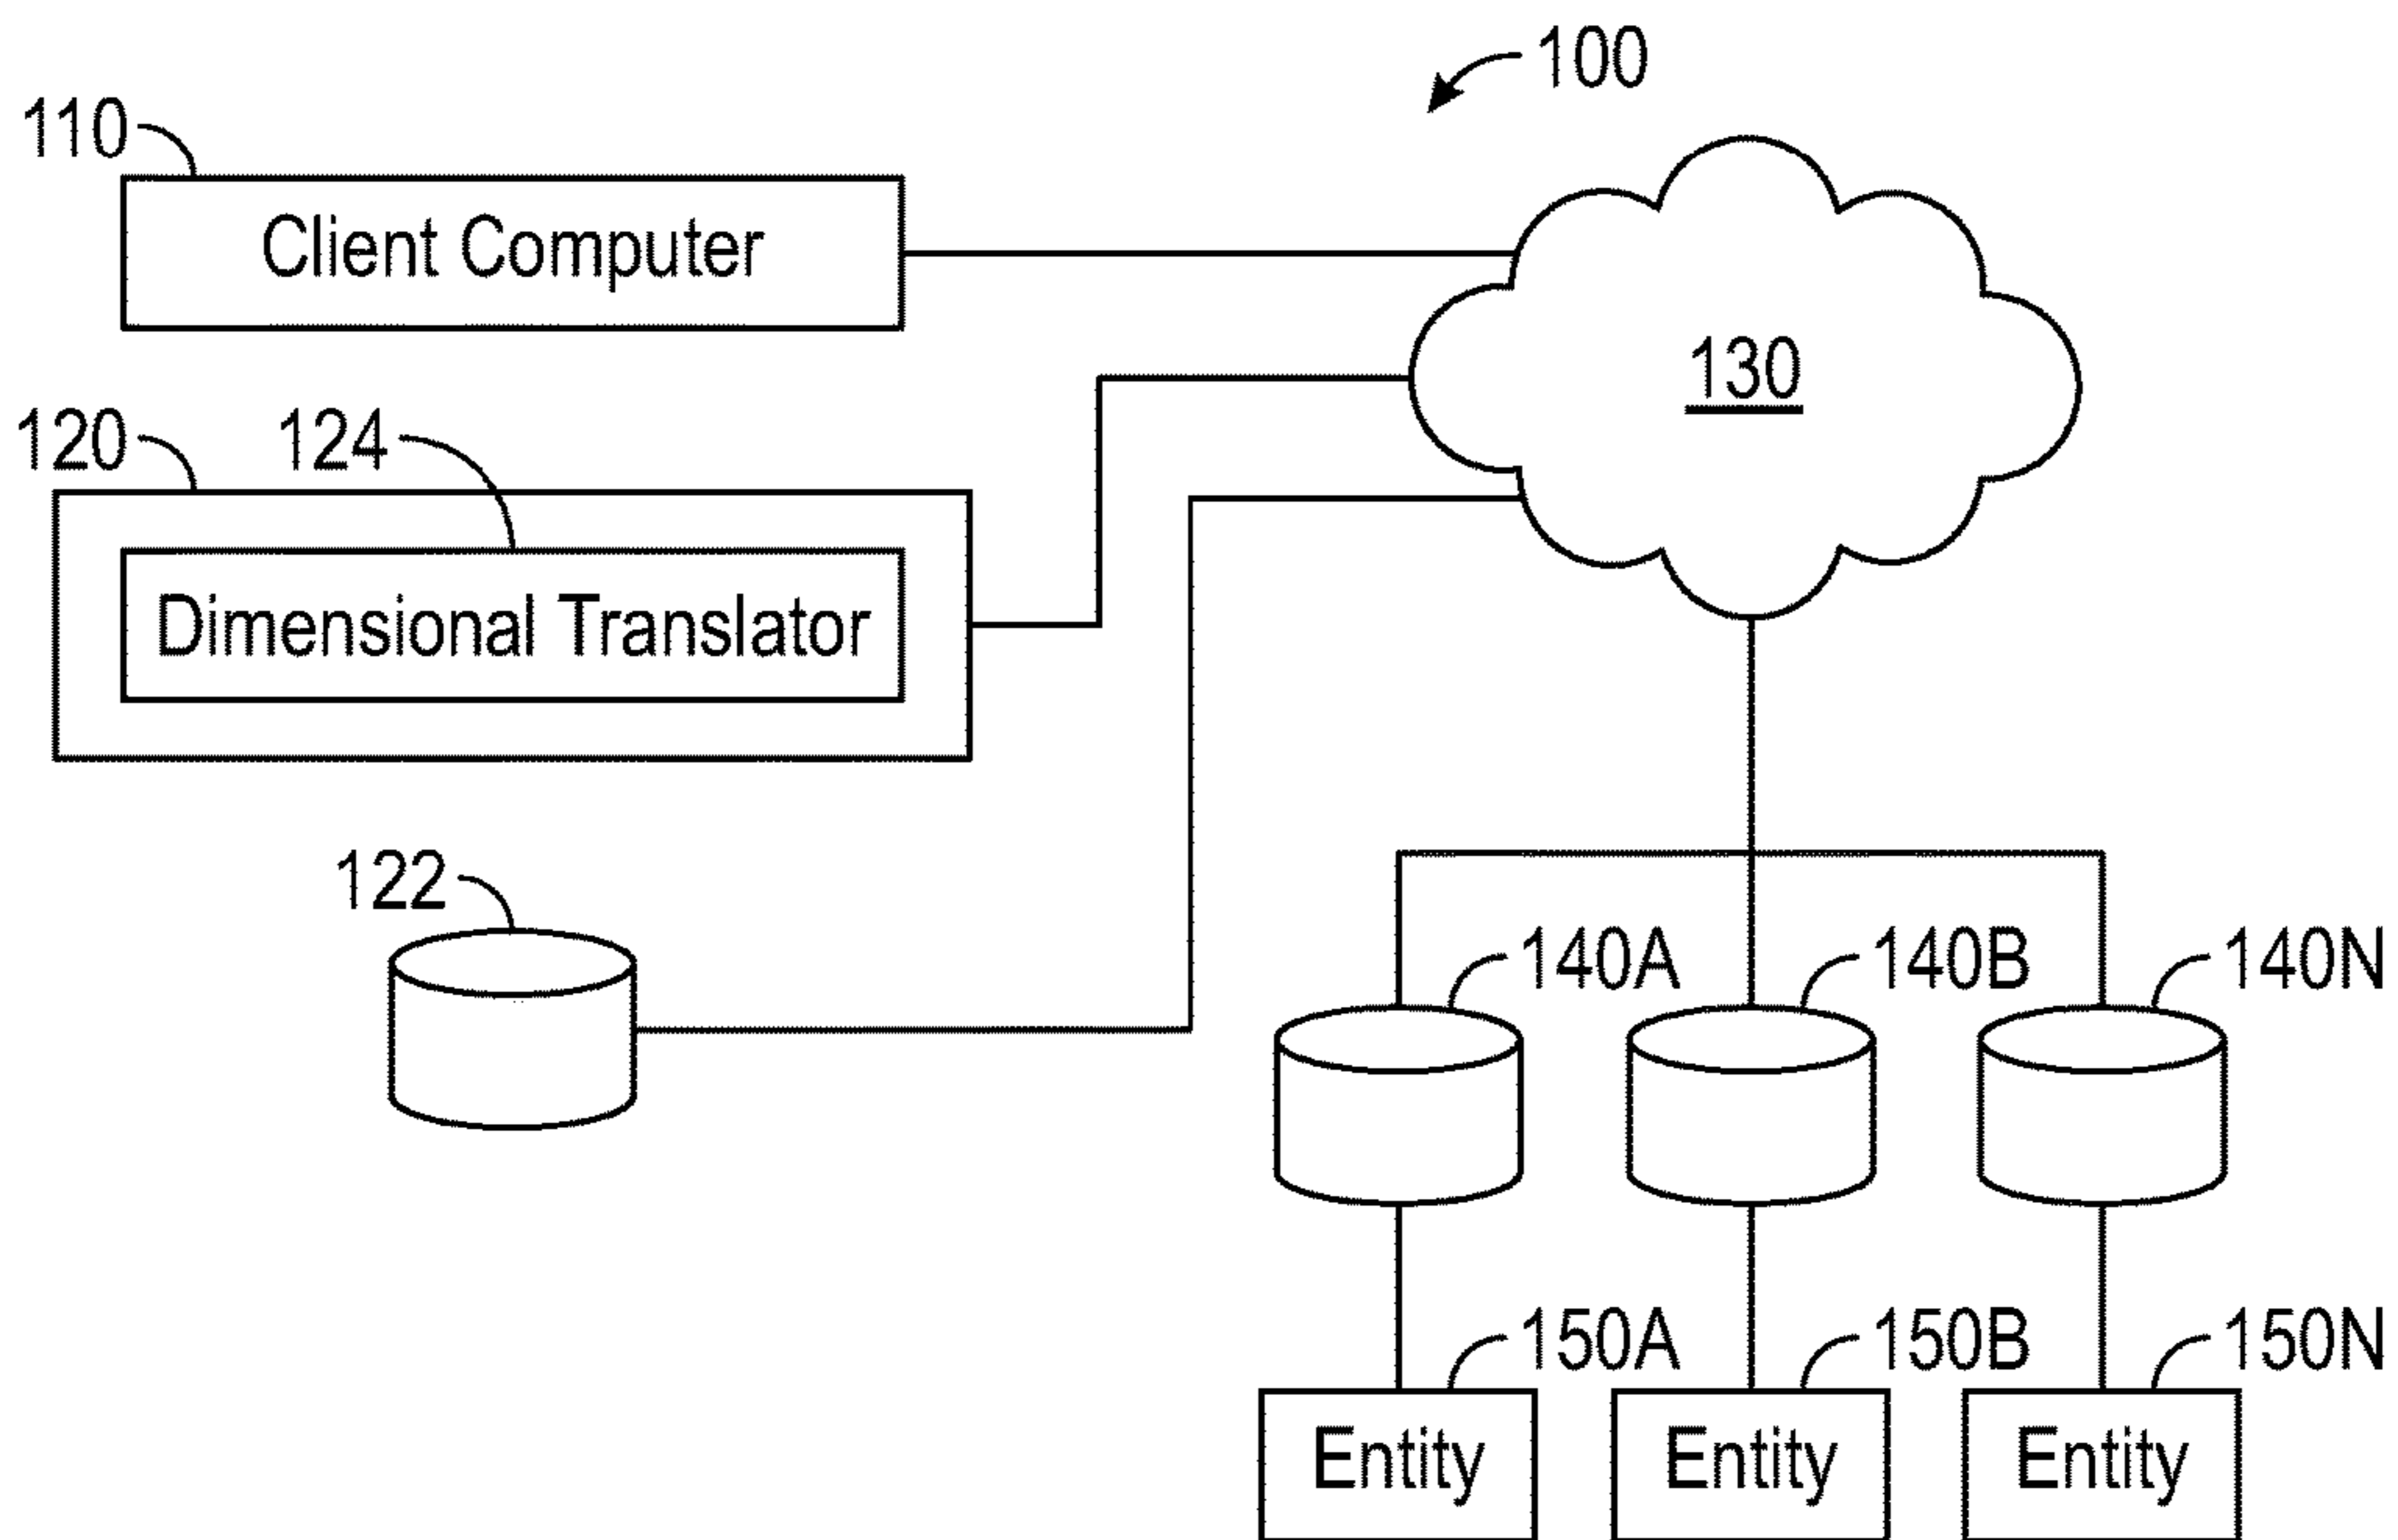 100
110
Client Computer
130
120
124
Dimensional Translator
122
140A
140B
140N
150A
150B
150N
Entity
Entity
Entity